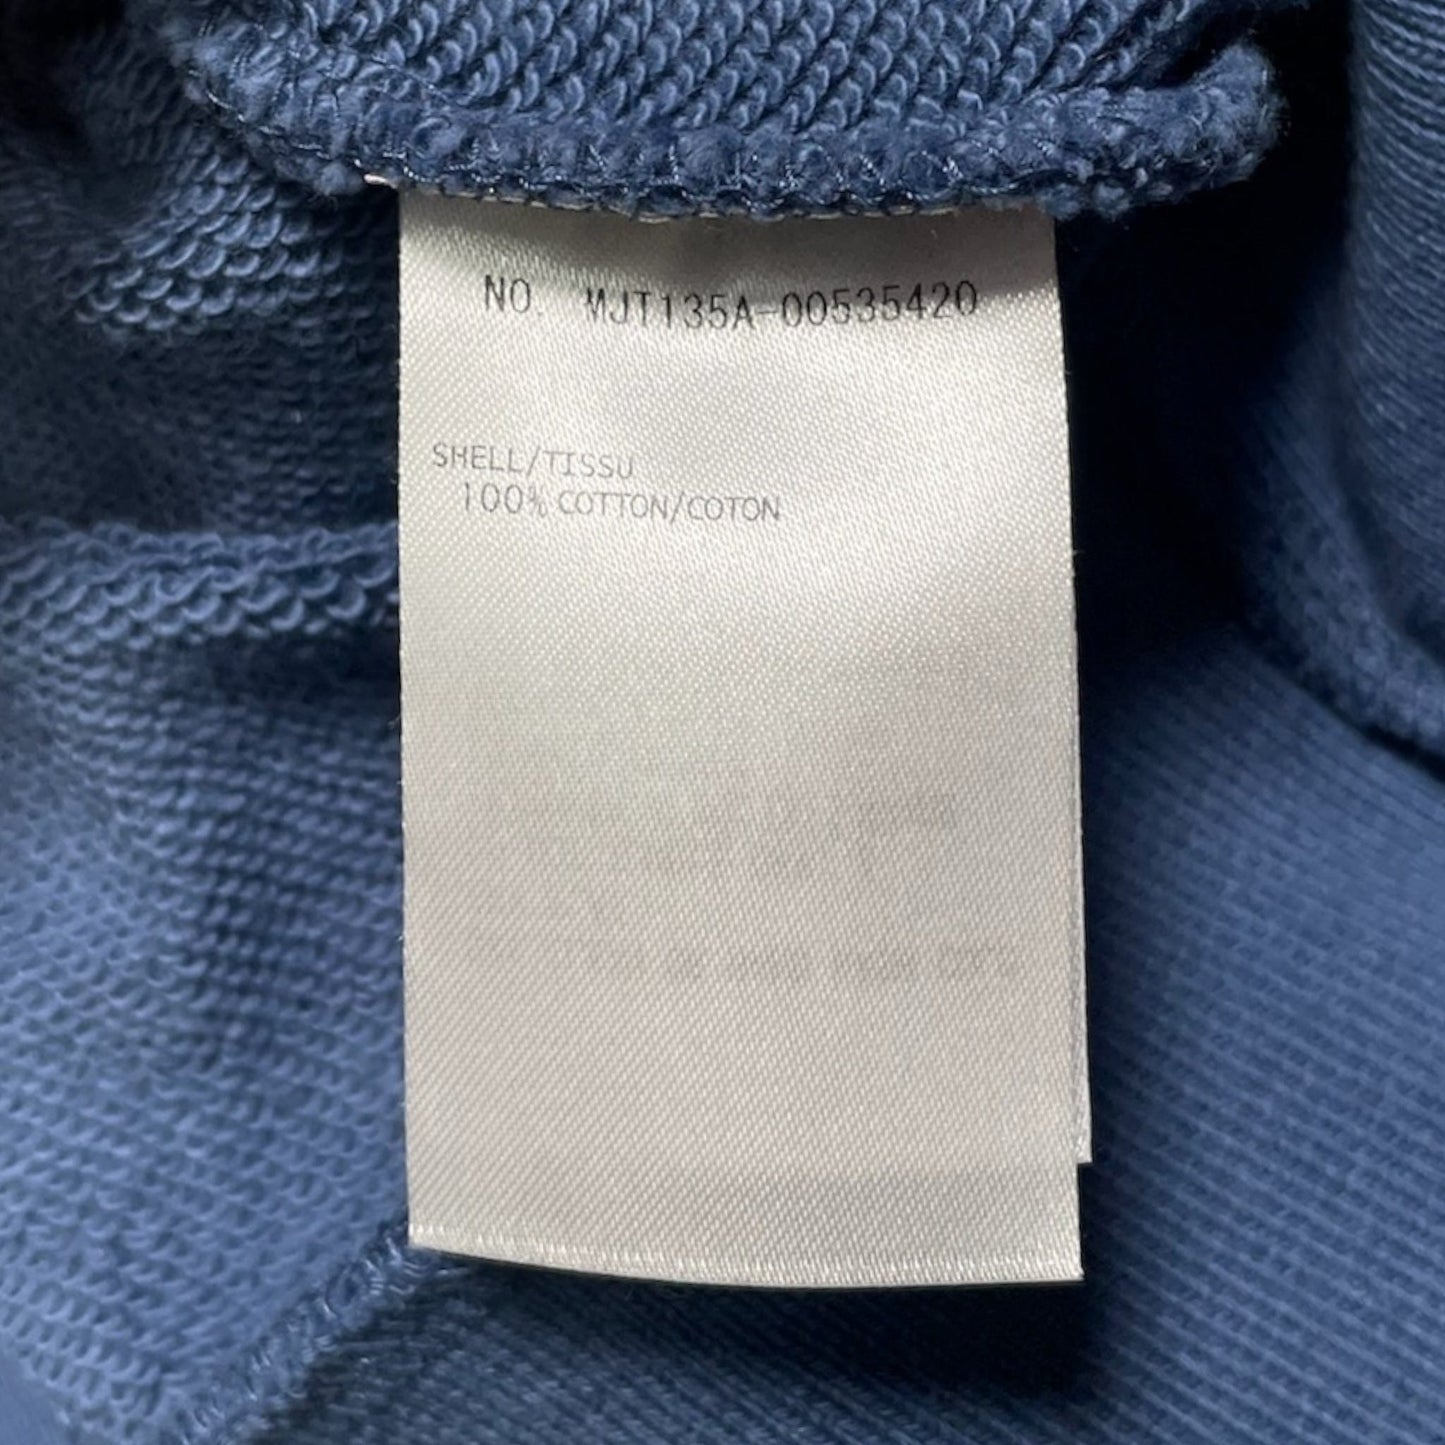 NO. MJT135A-00535420
SHELL/TISSU
100% COTTON/COTON